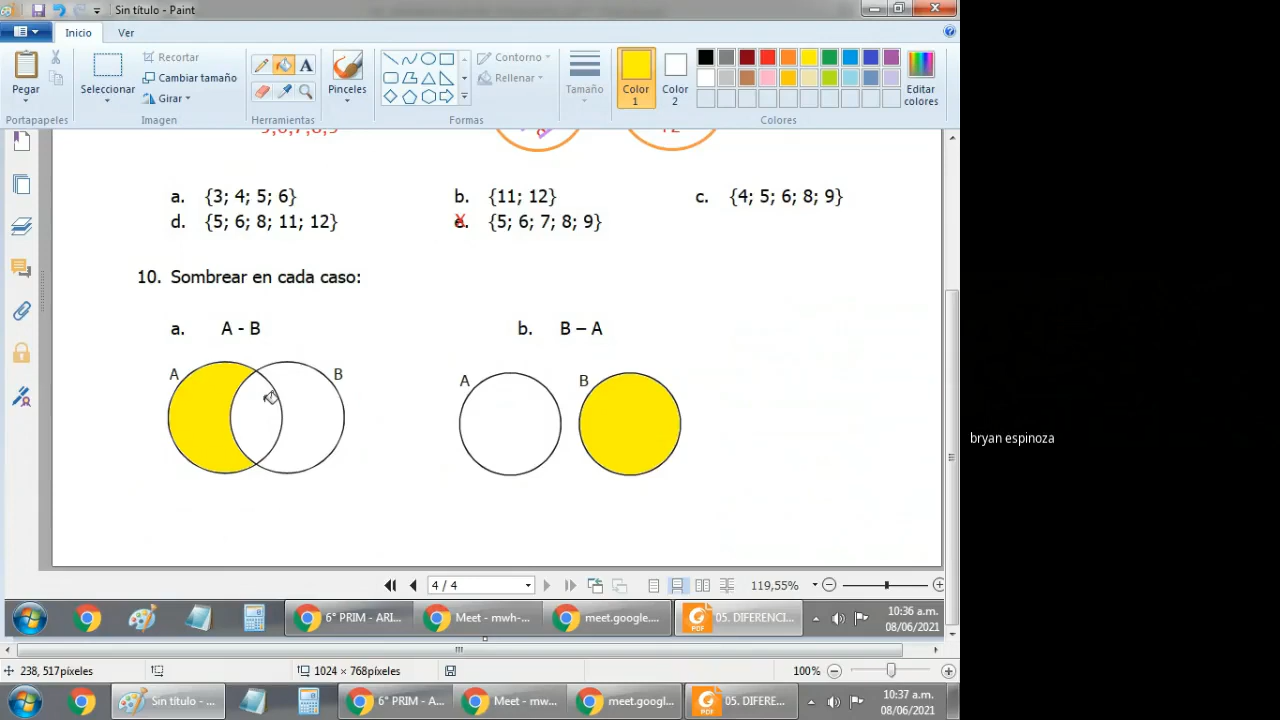 Sin título - Paint
Inicio
Ver
Pegar
Seleccionar
Recortar
Cambiar tamaño
Girar
A
Pinceles
Contorno
Rellenar
Tamaño
Color
1
Color
2
Editar
colores
Portapapeles
Imagen
Herramientas
Formas
Colores
a. {3; 4; 5; 6}
b. {11; 12}
c. {4; 5; 6; 8; 9}
d. {5; 6; 8; 11; 12}
e. {5; 6; 7; 8; 9}
10. Sombrear en cada caso:
a. A - B
b. B – A
A
B
A
B
bryan espinoza
4 / 4
119,55%
6° PRIM - ARI...
Meet - mwh-...
meet.google....
05. DIFERENCI...
PDF
10:36 a.m.
08/06/2021
238, 517píxeles
1024 × 768píxeles
100%
Sin título - ...
6° PRIM - A...
Meet - mw...
meet.googl...
05. DIFERE...
PDF
10:37 a.m.
08/06/2021